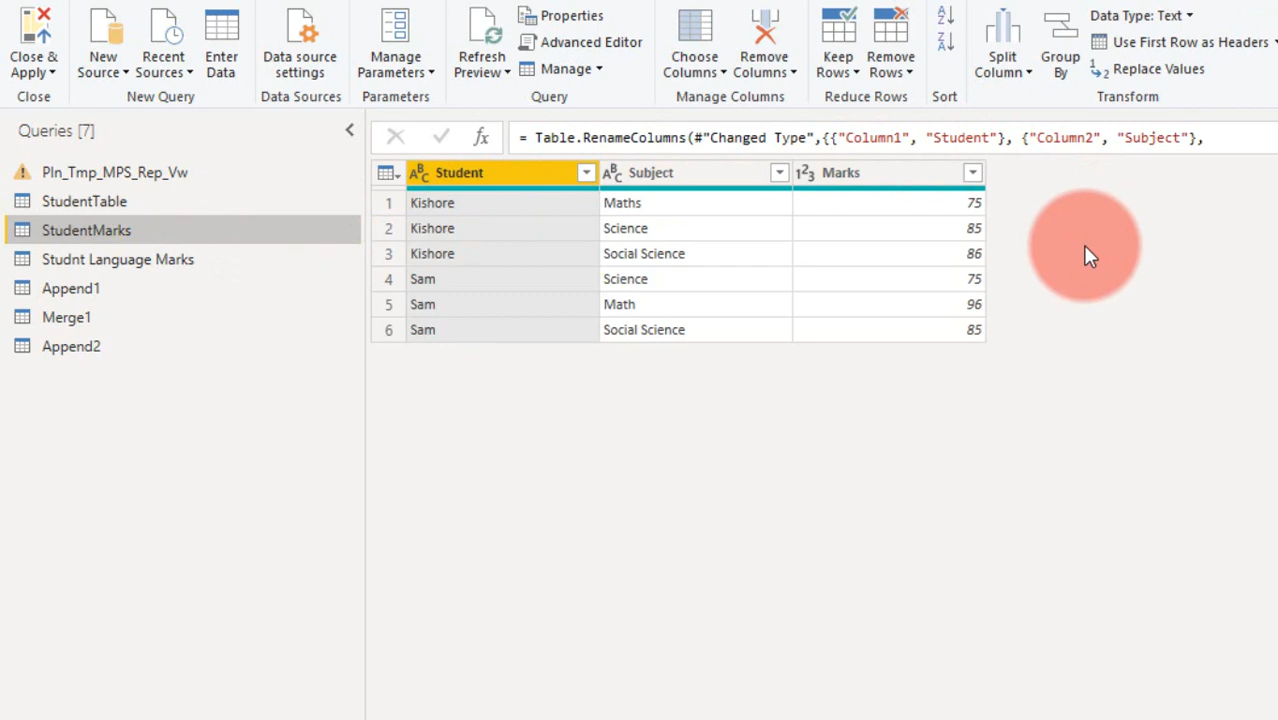 Close & Apply
New Source
Recent Sources
Enter Data
Data source settings
Manage Parameters
Refresh Preview
Properties
Advanced Editor
Manage
Choose Columns
Remove Columns
Keep Rows
Remove Rows
Split Column
Group By
Data Type: Text
Use First Row as Headers
Replace Values
Close
New Query
Data Sources
Parameters
Query
Manage Columns
Reduce Rows
Sort
Transform
Queries [7]
= Table.RenameColumns(#"Changed Type",{{"Column1", "Student"}, {"Column2", "Subject"},
Pln_Tmp_MPS_Rep_Vw
StudentTable
StudentMarks
Studnt Language Marks
Append1
Merge1
Append2
Student Subject Marks
1 Kishore Maths 75
2 Kishore Science 85
3 Kishore Social Science 86
4 Sam Science 75
5 Sam Math 96
6 Sam Social Science 85